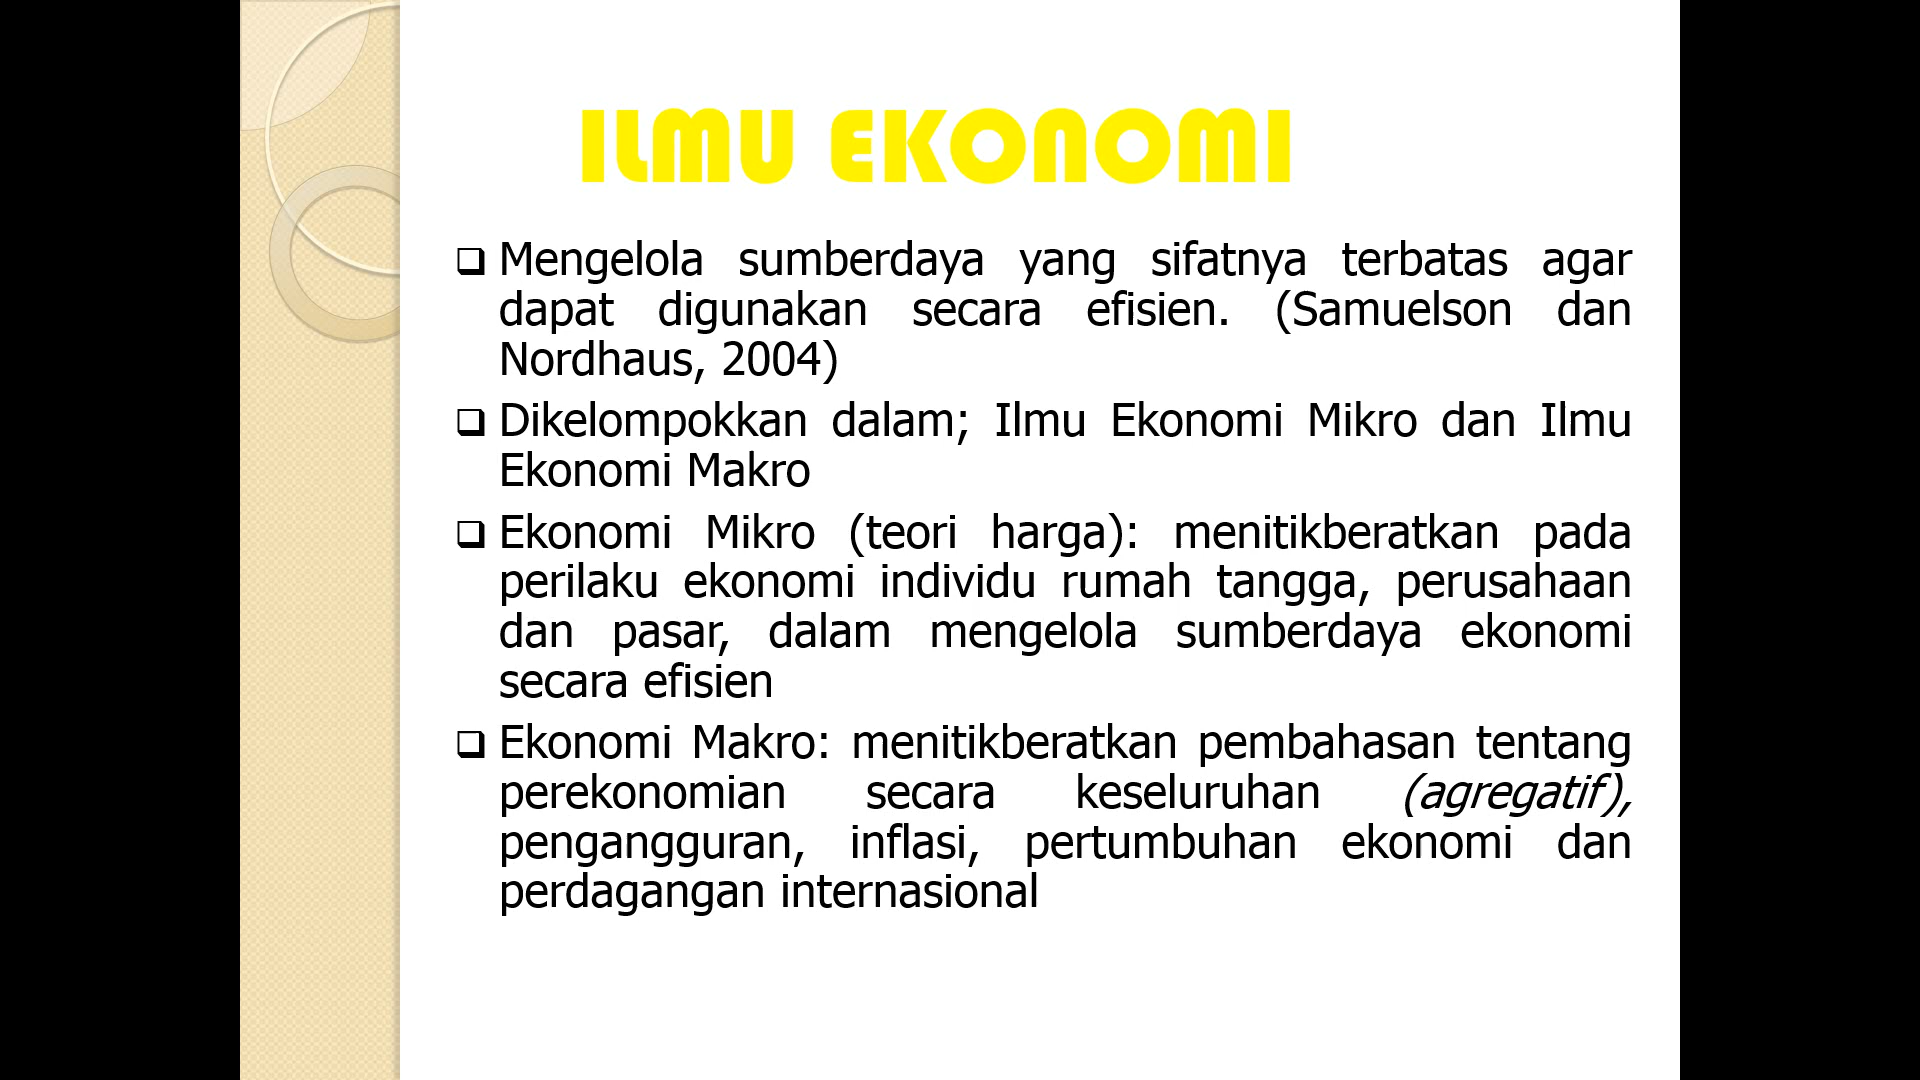 ILMU EKONOMI
Mengelola sumberdaya yang sifatnya terbatas agar
dapat digunakan secara efisien. (Samuelson dan
Nordhaus, 2004)
Dikelompokkan dalam; Ilmu Ekonomi Mikro dan Ilmu
Ekonomi Makro
Ekonomi Mikro (teori harga): menitikberatkan pada
perilaku ekonomi individu rumah tangga, perusahaan
dan pasar, dalam mengelola sumberdaya ekonomi
secara efisien
Ekonomi Makro: menitikberatkan pembahasan tentang
perekonomian secara keseluruhan (agregatif),
pengangguran, inflasi, pertumbuhan ekonomi dan
perdagangan internasional